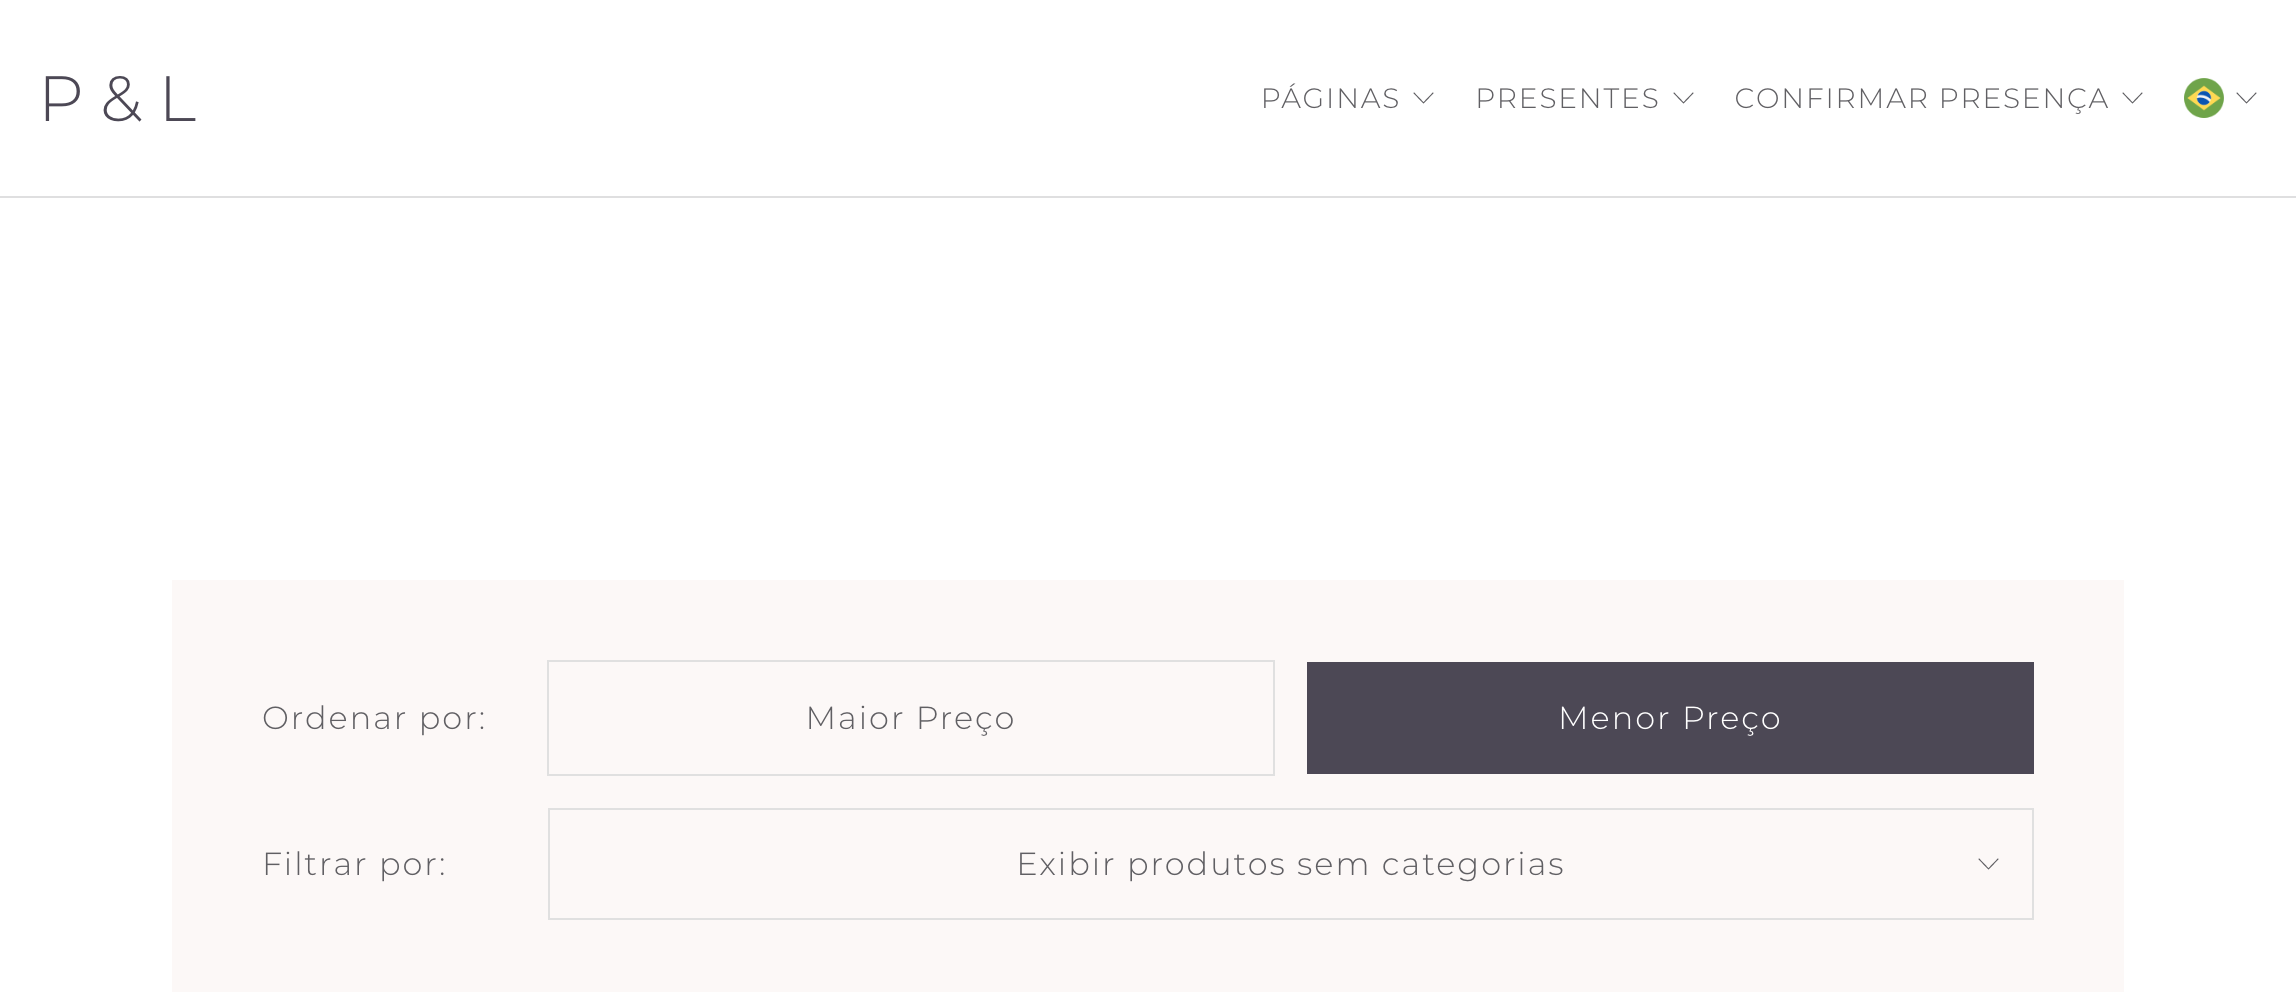 P & L
PÁGINAS
PRESENTES
CONFIRMAR PRESENÇA
Ordenar por:
Maior Preço
Menor Preço
Filtrar por:
Exibir produtos sem categorias